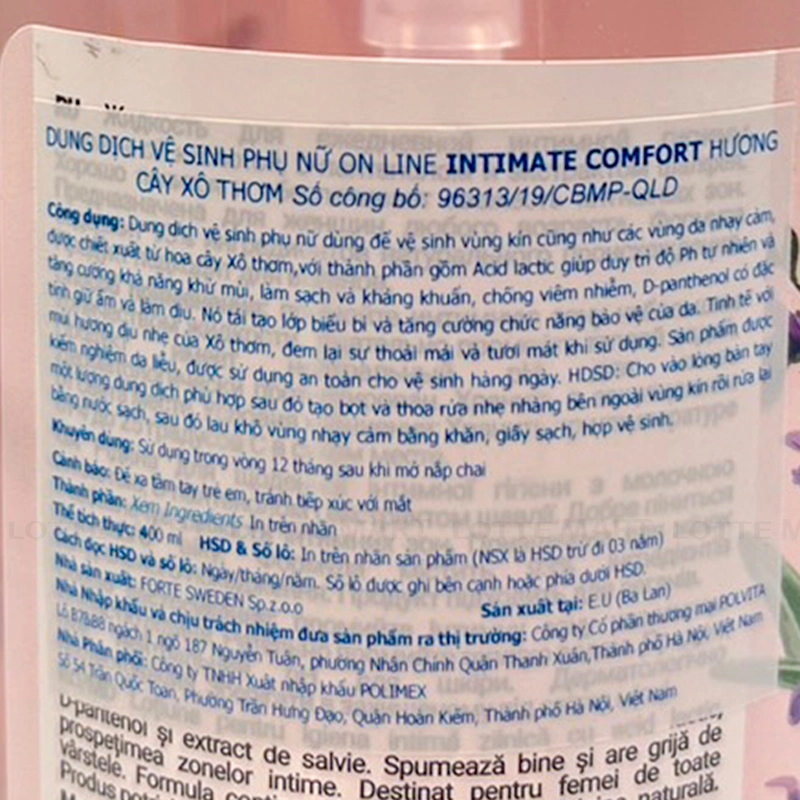 DUNG DỊCH VỆ SINH PHỤ NỮ ON LINE INTIMATE COMFORT HƯƠNG
CÂY XÔ THƠM Số công bố: 96313/19/CBMP-QLD
Công dụng: Dung dịch vệ sinh phụ nữ dùng để vệ sinh vùng kín cũng như các vùng da nhạy cảm,
được chiết xuất từ hoa cây Xô thơm,với thành phần gồm Acid lactic giúp duy trì độ Ph tự nhiên và
tăng cường khả năng khử mùi, làm sạch và kháng khuẩn, chống viêm nhiễm, D-panthenol có đặc
tính giữ ẩm và làm dịu. Nó tái tạo lớp biểu bì và tăng cường chức năng bảo vệ của da. Tinh tế với
mùi hương dịu nhẹ của Xô thơm, đem lại sự thoải mái và tươi mát khi sử dụng. Sản phẩm được
kiểm nghiệm da liễu, được sử dụng an toàn cho vệ sinh hàng ngày. HDSD: Cho vào lòng bàn tay
một lượng dung dịch phù hợp sau đó tạo bọt và thoa rửa nhẹ nhàng bên ngoài vùng kín rồi rửa lại
bằng nước sạch, sau đó lau khô vùng nhạy cảm bằng khăn, giấy sạch, hợp vệ sinh.
Khuyên dùng: Sử dụng trong vòng 12 tháng sau khi mở nắp chai
Cảnh báo: Để xa tầm tay trẻ em, tránh tiếp xúc với mắt
Thành phần: Xem Ingredients In trên nhãn
Thể tích thực: 400 ml HSD & Số lô: In trên nhãn sản phẩm (NSX là HSD trừ đi 03 năm)
Cách đọc HSD và số lô: Ngày/tháng/năm. Số lô được ghi bên cạnh hoặc phía dưới HSD.
Nhà sản xuất: FORTE SWEDEN Sp.z.o.o Sản xuất tại: E.U (Ba Lan)
Nhà Nhập khẩu và chịu trách nhiệm đưa sản phẩm ra thị trường: Công ty Cổ phần thương mại POLVITA
Lô 87&88 ngách 1 ngõ 187 Nguyễn Tuân, phường Nhân Chính Quận Thanh Xuân,Thành phố Hà Nội, Việt Nam
Nhà Phân phối: Công ty TNHH Xuất nhập khẩu POLIMEX
Số 54 Trần Quốc Toản, Phường Trần Hưng Đạo, Quận Hoàn Kiếm, Thành phố Hà Nội, Việt Nam
D-pantenol și extract de salvie. Spumează bine și are grijă de
prospețimea zonelor intime. Destinat pentru femei de toate
vârstele. Formula naturală.
Produs